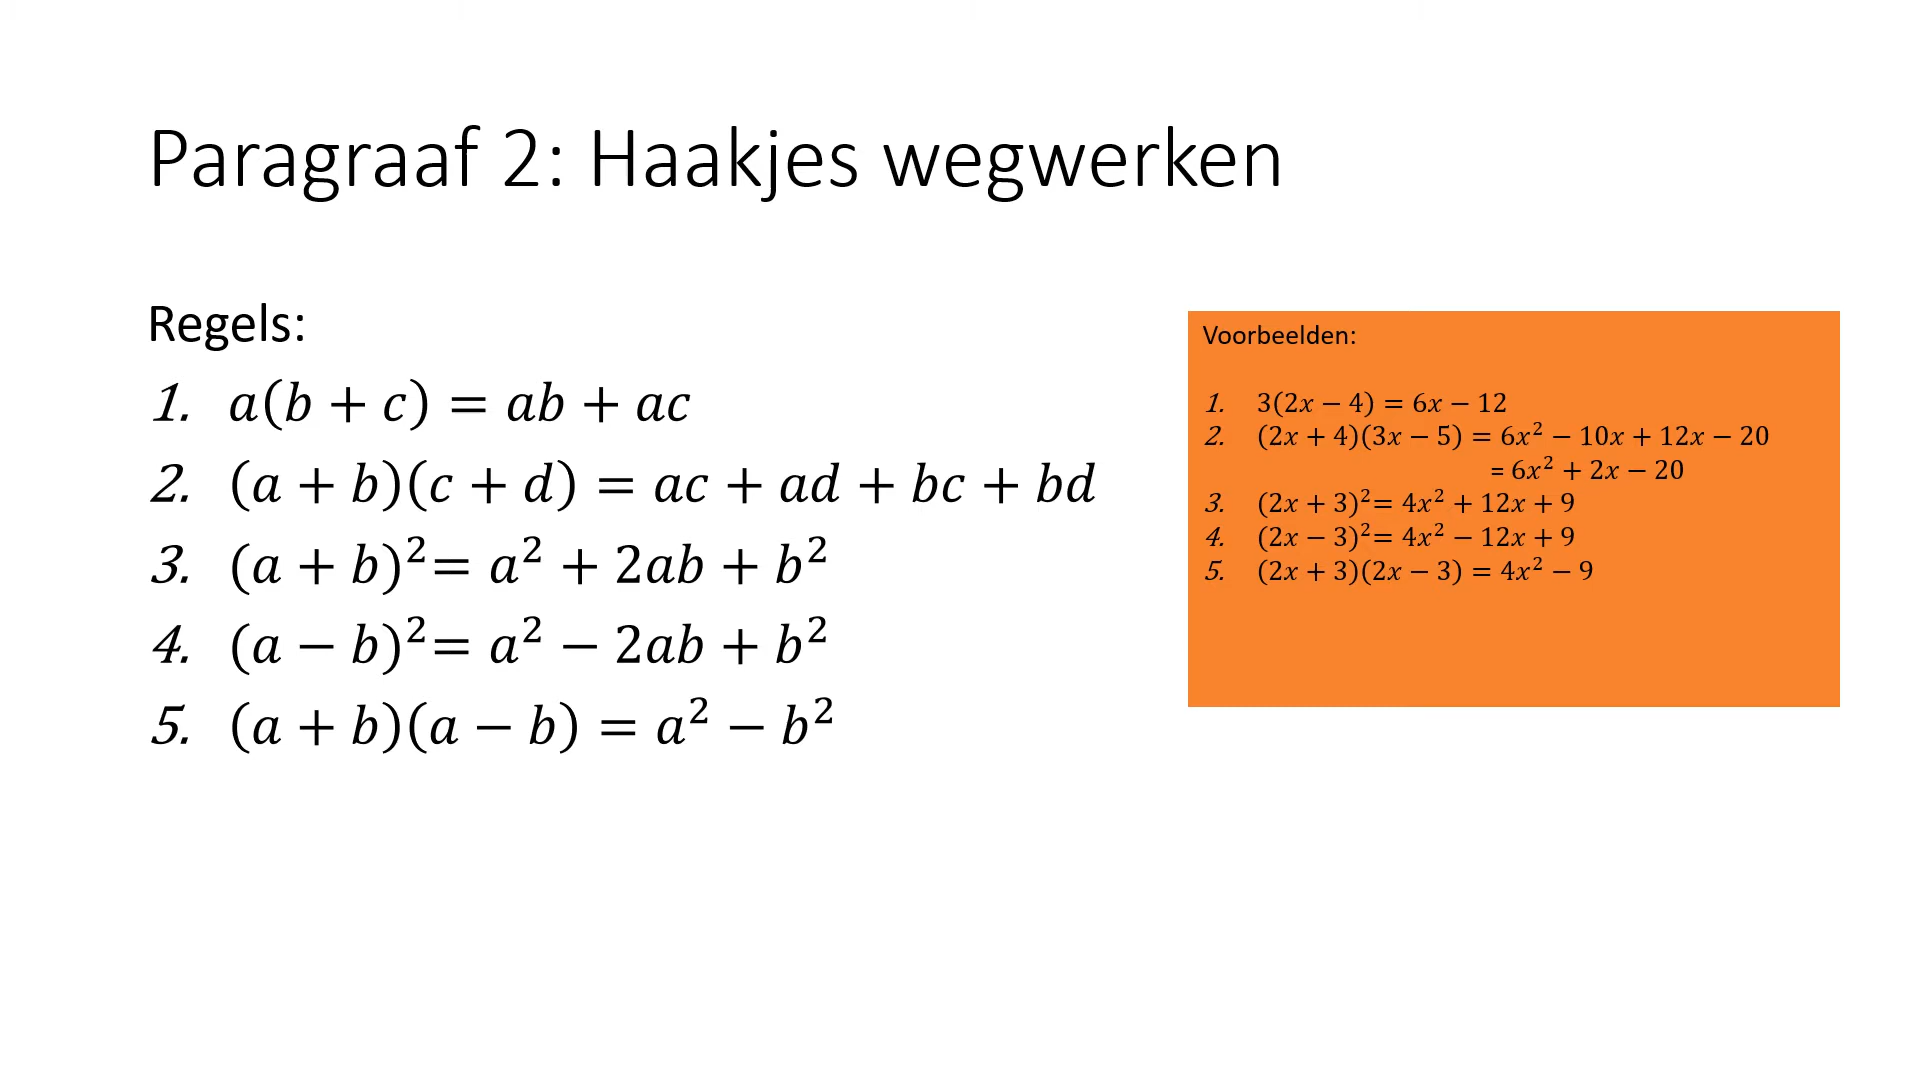 Paragraaf 2: Haakjes wegwerken
Regels:
1. a(b + c) = ab + ac
2. (a + b)(c + d) = ac + ad + bc + bd
3. (a + b)²= a² + 2ab + b²
4. (a − b)²= a² − 2ab + b²
5. (a + b)(a − b) = a² − b²
Voorbeelden:
1. 3(2x − 4) = 6x − 12
2. (2x + 4)(3x − 5) = 6x² − 10x + 12x − 20
= 6x² + 2x − 20
3. (2x + 3)²= 4x² + 12x + 9
4. (2x − 3)²= 4x² − 12x + 9
5. (2x + 3)(2x − 3) = 4x² − 9